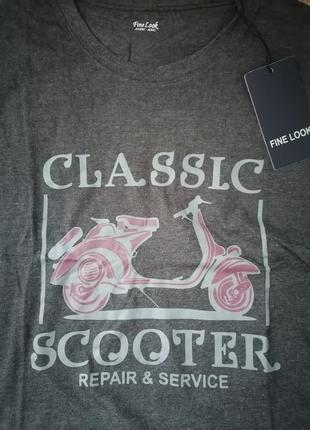 Fine Look
FINE LOOK
CLASSIC
SCOOTER
REPAIR & SERVICE